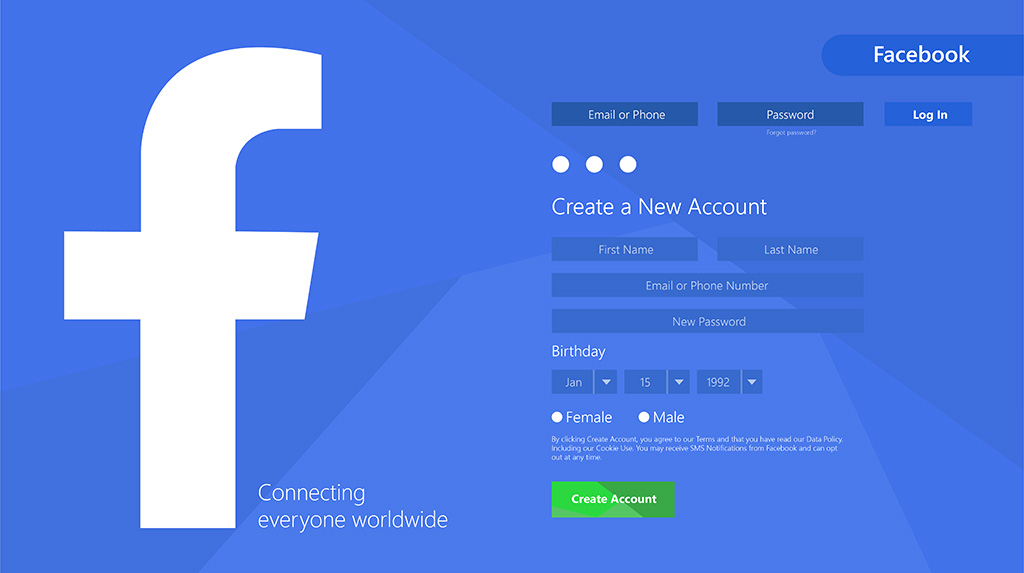 Facebook
Email or Phone
Password
Log In
Forgot password?
Create a New Account
First Name
Last Name
Email or Phone Number
New Password
Birthday
Jan
15
1992
Female
Male
By clicking Create Account, you agree to our Terms and that you have read our Data Policy.
Including our Cookie Use. You may receive SMS Notifications from Facebook and can opt
out at any time.
Create Account
Connecting
everyone worldwide